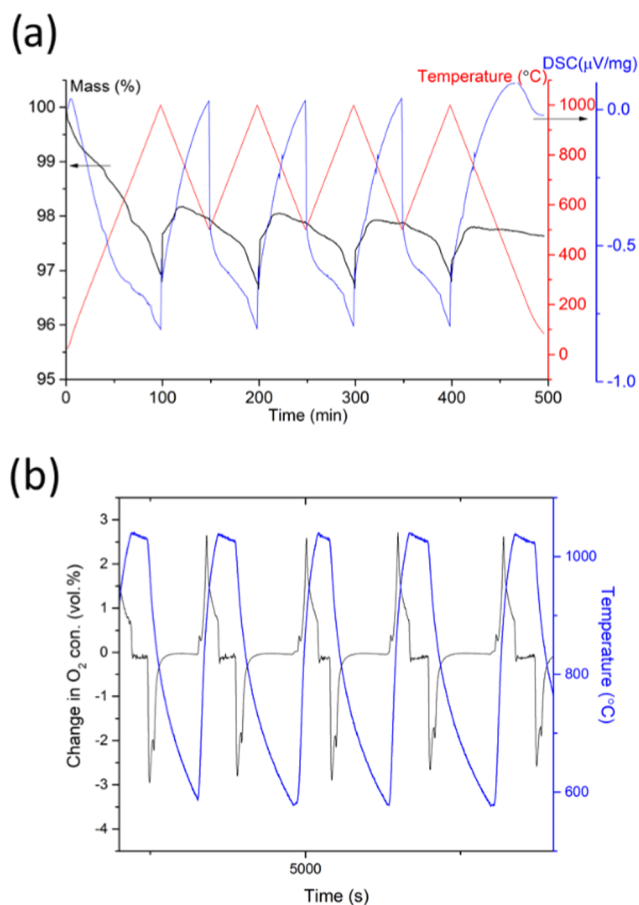 (a)
DSC(μV/mg)
Mass (%)
Temperature (°C)
100
99
98
97
96
95
1000
800
600
400
200
0
0.0
-0.5
-1.0
0 100 200 300 400 500
Time (min)
(b)
Change in O2 con. (vol.%)
3
2
1
0
-1
-2
-3
-4
1000
800
600
Temperature (°C)
5000
Time (s)